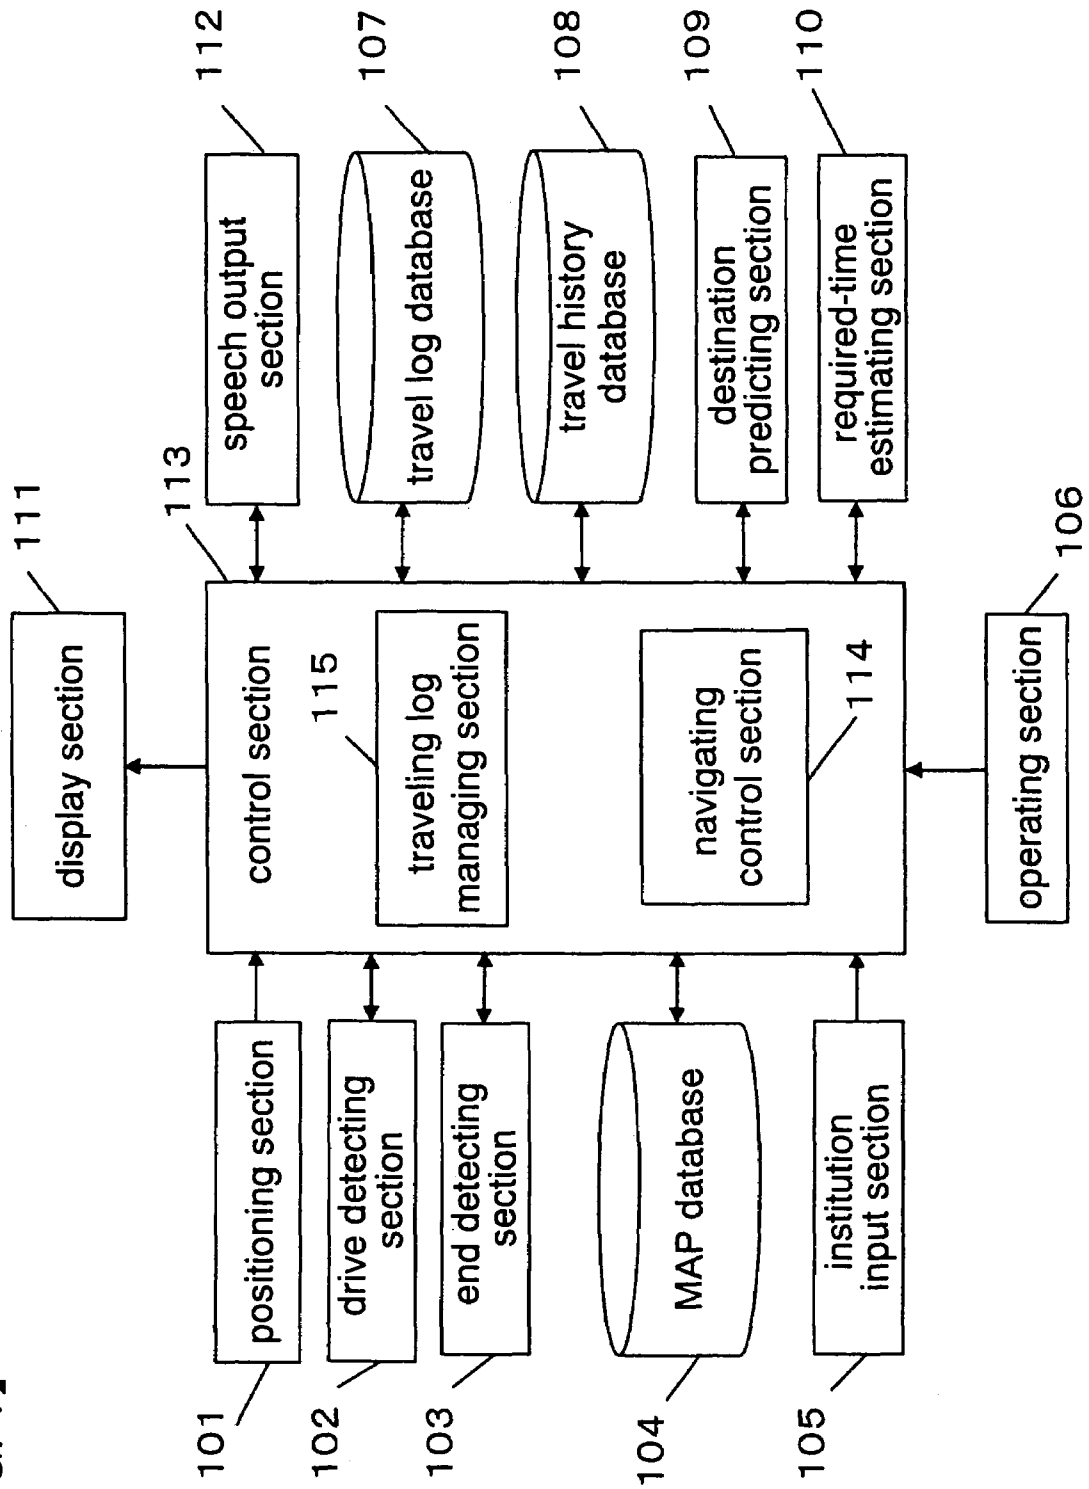 111
display section
113
control section
115
traveling log
managing section
navigating
control section
114
101
positioning section
102
drive detecting
section
103
end detecting
section
104
MAP database
105
institution
input section
112
speech output
section
107
travel log database
108
travel history
database
109
destination
predicting section
110
required-time
estimating section
106
operating section